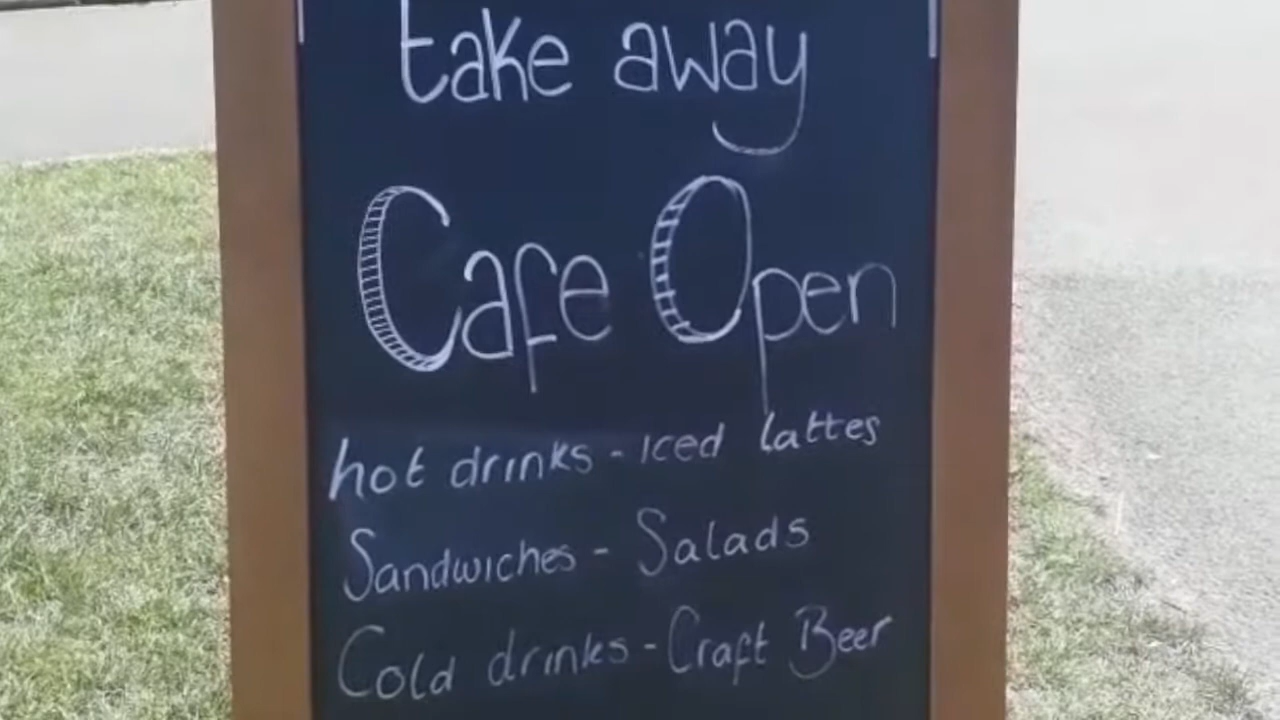 take away
Cafe Open
hot drinks - Iced lattes
Sandwiches - Salads
Cold drinks - Craft Beer